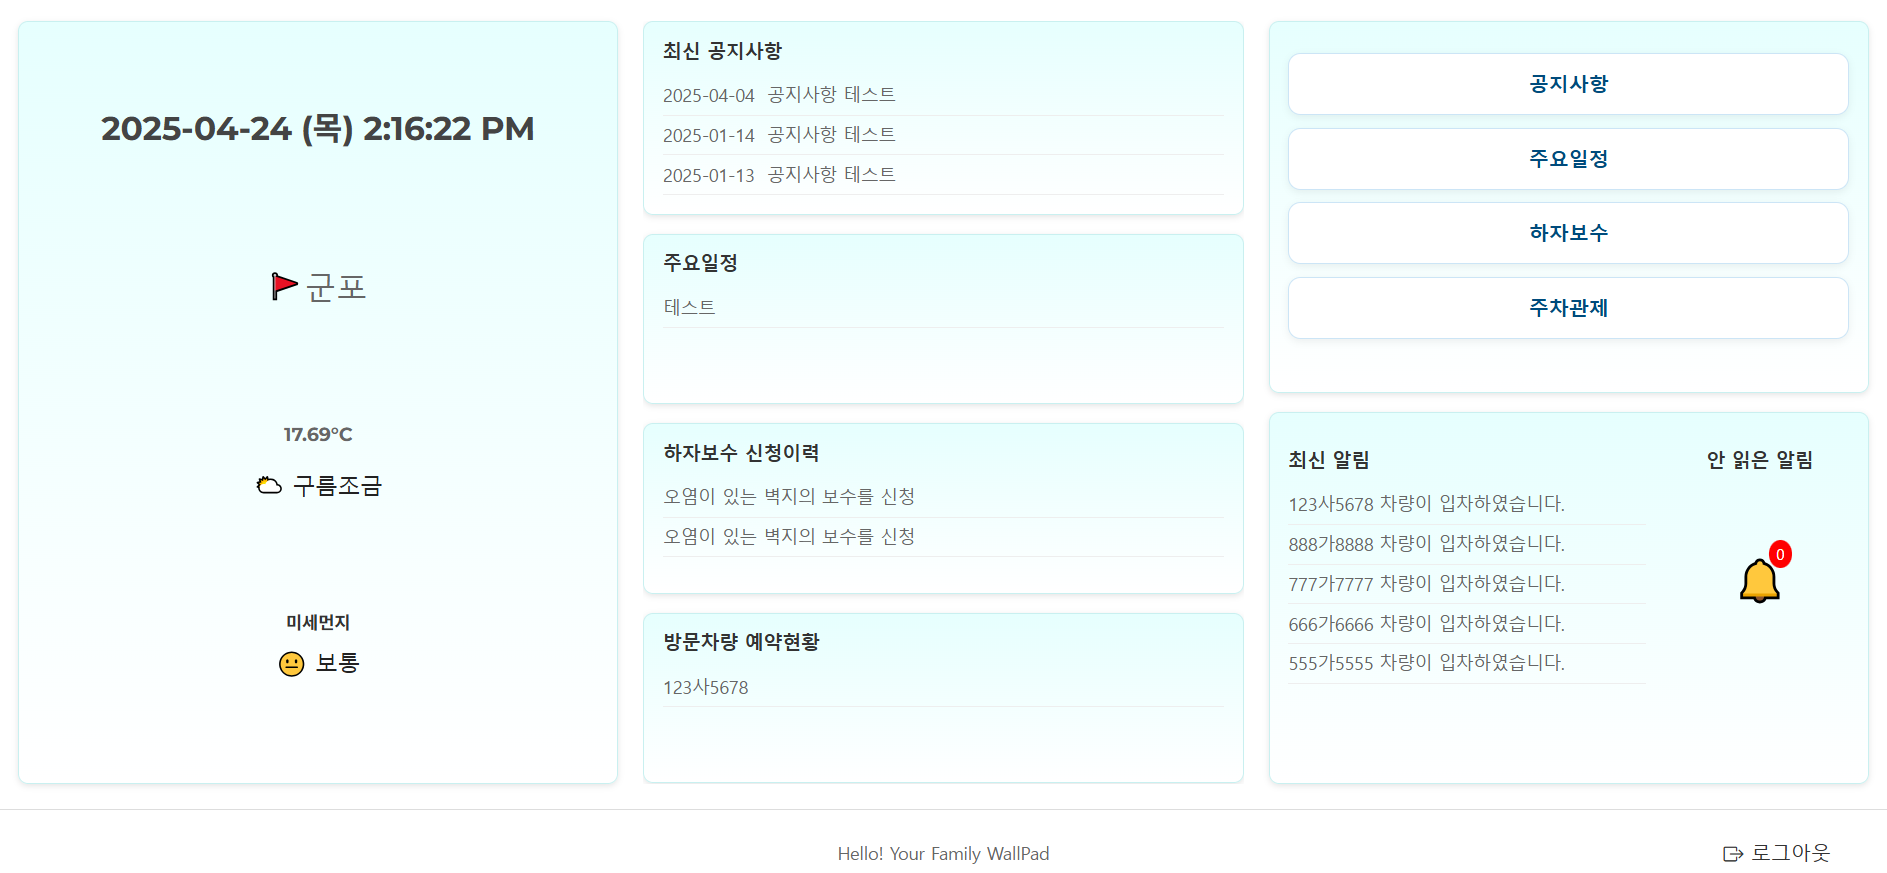 2025-04-24 (목) 2:16:22 PM
군포
17.69°C
구름조금
미세먼지
보통
최신 공지사항
2025-04-04 공지사항 테스트
2025-01-14 공지사항 테스트
2025-01-13 공지사항 테스트
주요일정
테스트
하자보수 신청이력
오염이 있는 벽지의 보수를 신청
오염이 있는 벽지의 보수를 신청
방문차량 예약현황
123사5678
공지사항
주요일정
하자보수
주차관제
최신 알림
123사5678 차량이 입차하였습니다.
888가8888 차량이 입차하였습니다.
777가7777 차량이 입차하였습니다.
666가6666 차량이 입차하였습니다.
555가5555 차량이 입차하였습니다.
안 읽은 알림
0
Hello! Your Family WallPad
로그아웃